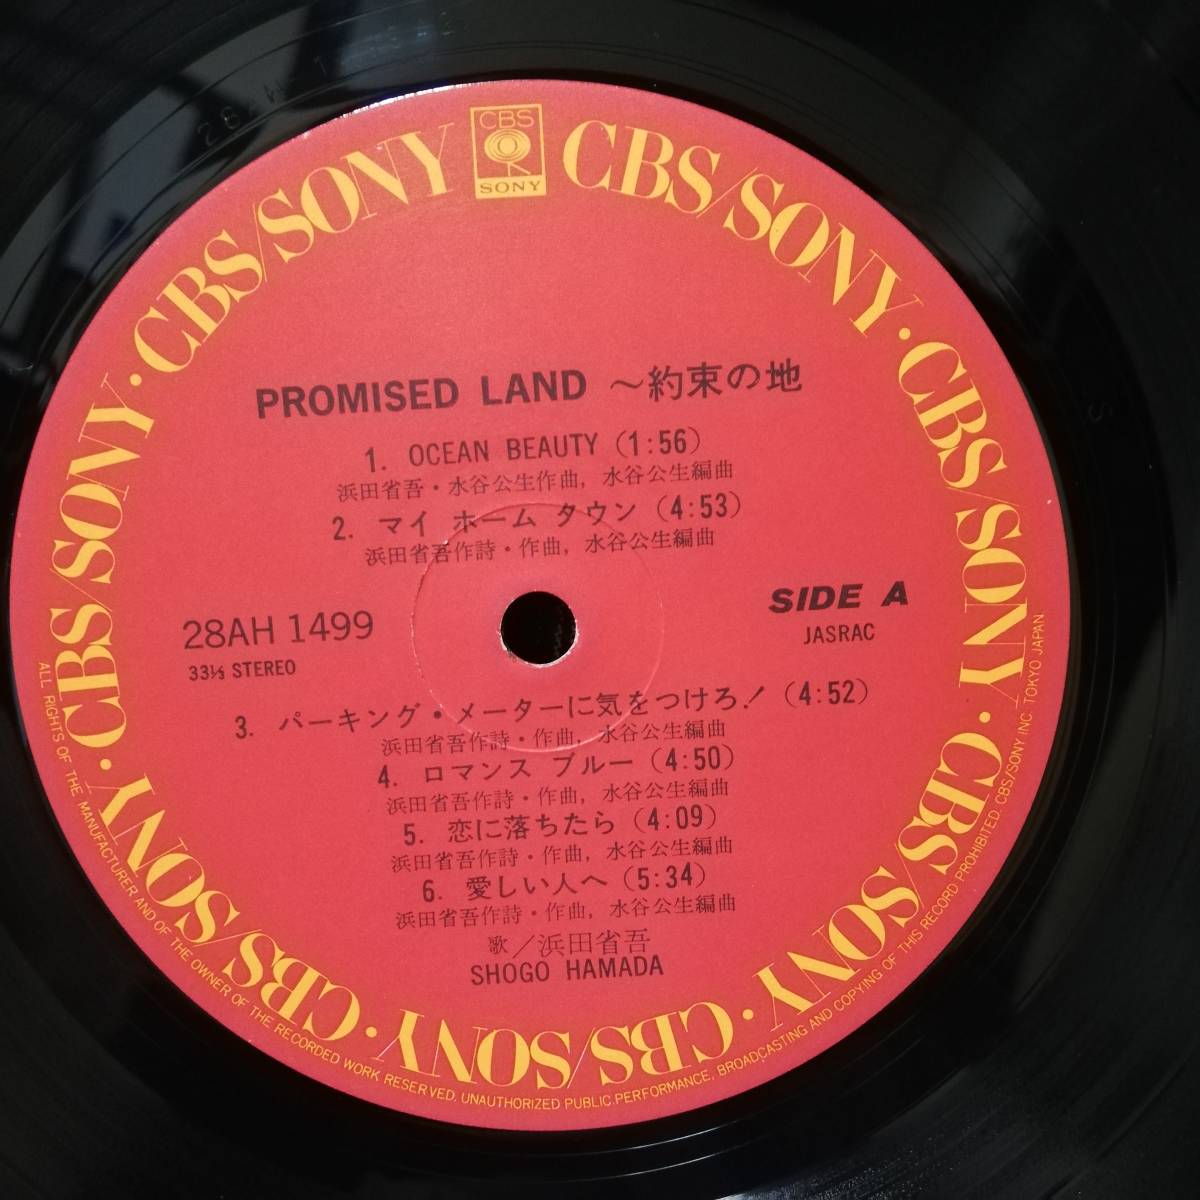 CBS
SONY
CBS/SONY · CBS/SONY · CBS/SONY · CBS/SONY · CBS/SONY · CBS/SONY · CBS/SONY · CBS/SONY
PROMISED LAND ～約束の地
1. OCEAN BEAUTY (1:56)
浜田省吾・水谷公生作曲, 水谷公生編曲
2. マイ ホーム タウン (4:53)
浜田省吾作詩・作曲, 水谷公生編曲
28AH 1499
33⅓ STEREO
SIDE A
JASRAC
3. パーキング・メーターに気をつけろ! (4:52)
浜田省吾作詩・作曲, 水谷公生編曲
4. ロマンス ブルー (4:50)
浜田省吾作詩・作曲, 水谷公生編曲
5. 恋に落ちたら (4:09)
浜田省吾作詩・作曲, 水谷公生編曲
6. 愛しい人へ (5:34)
浜田省吾作詩・作曲, 水谷公生編曲
歌／浜田省吾
SHOGO HAMADA
ALL RIGHTS OF THE MANUFACTURER AND OF THE OWNER OF THE RECORDED WORK RESERVED. UNAUTHORIZED PUBLIC PERFORMANCE, BROADCASTING AND COPYING OF THIS RECORD PROHIBITED. CBS/SONY INC. TOKYO JAPAN